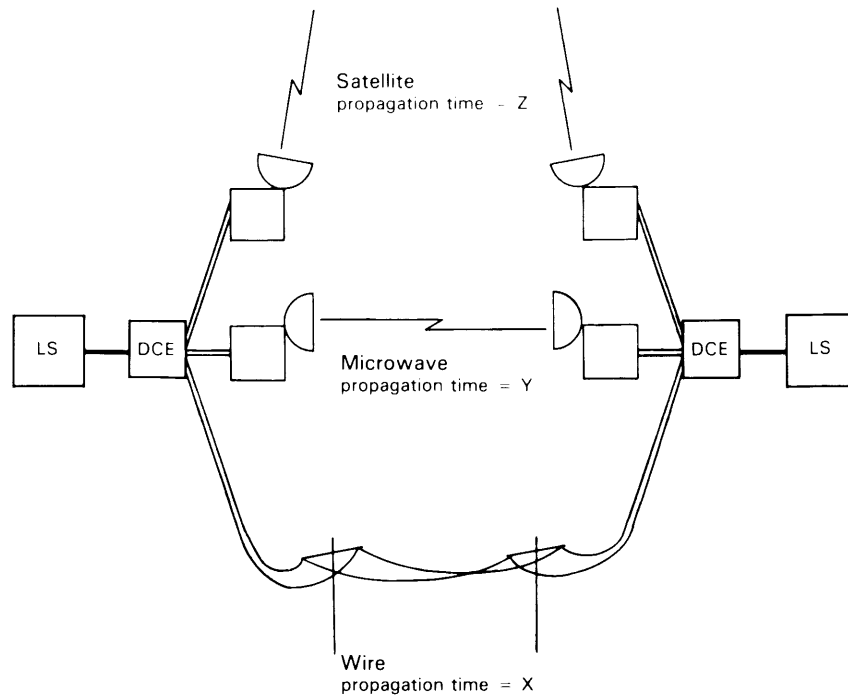 Satellite
propagation time - Z
LS
DCE
DCE
LS
Microwave
propagation time = Y
Wire
propagation time = X